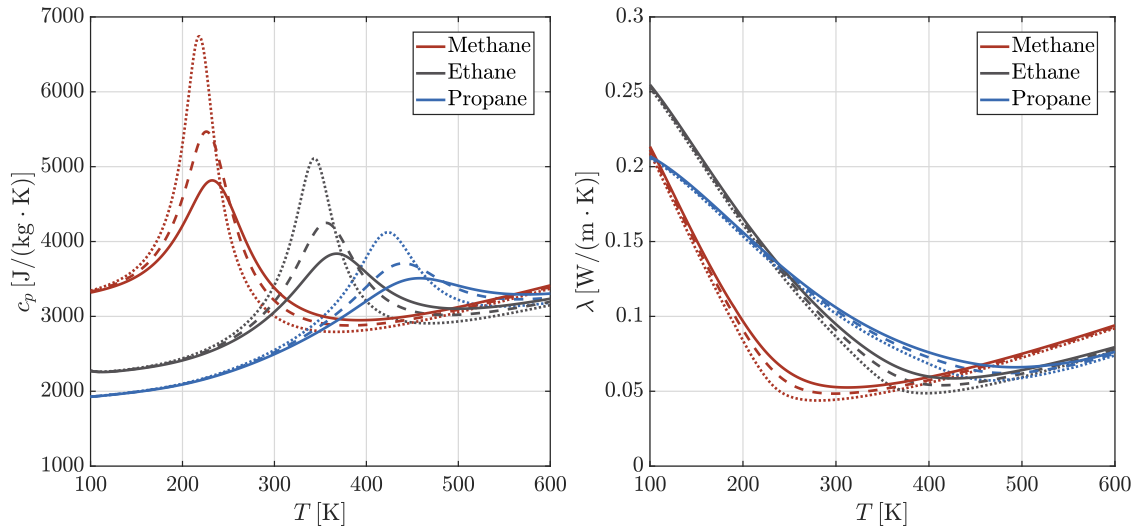 7000
6000
5000
4000
3000
2000
1000
c_p [J/(kg · K)]
100
200
300
400
500
600
T [K]
Methane
Ethane
Propane
0.3
0.25
0.2
0.15
0.1
0.05
0
λ [W/(m · K)]
100
200
300
400
500
600
T [K]
Methane
Ethane
Propane